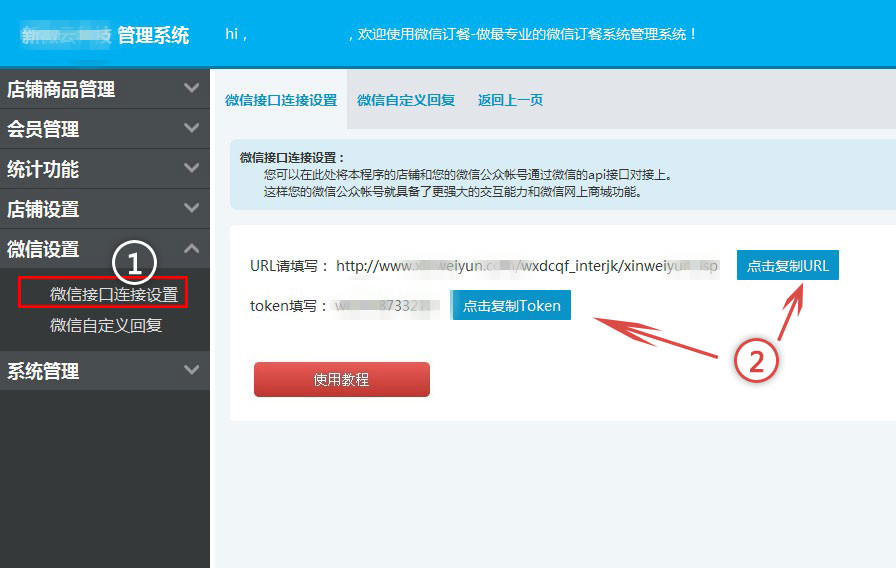 管理系统
hi， ，欢迎使用微信订餐-做最专业的微信订餐系统管理系统！
店铺商品管理
会员管理
统计功能
店铺设置
微信设置
1
微信接口连接设置
微信自定义回复
系统管理
微信接口连接设置 微信自定义回复 返回上一页
微信接口连接设置：
您可以在此处将本程序的店铺和您的微信公众帐号通过微信的api接口对接上。
这样您的微信公众帐号就具备了更强大的交互能力和微信网上商城功能。
URL请填写： http://www. /wxdcqf_interjk/xinweiyu 点击复制URL
token填写： 点击复制Token
2
使用教程